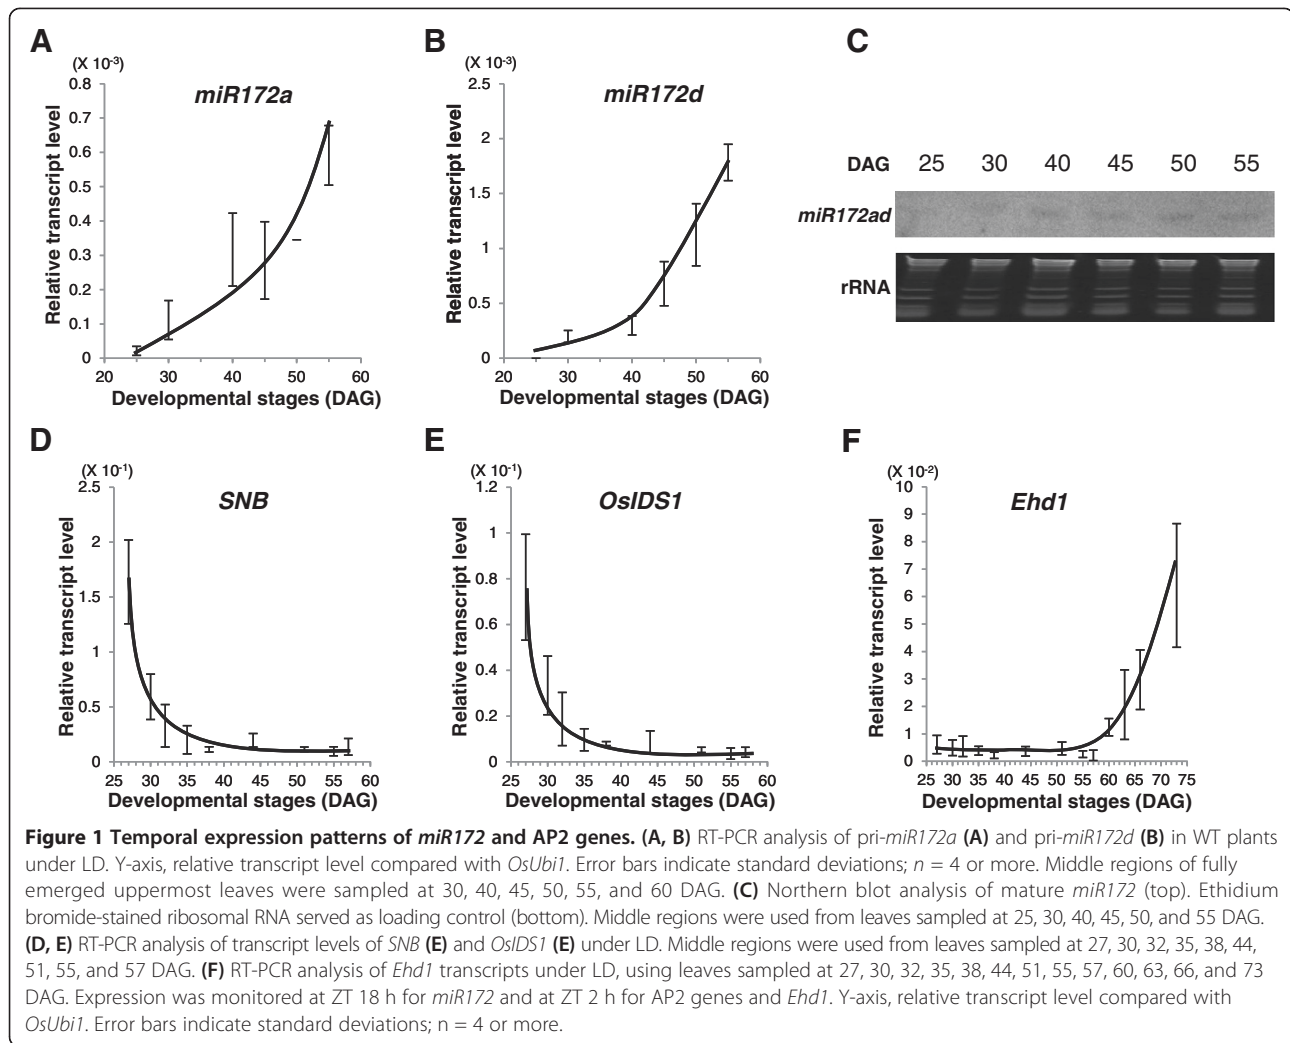 A
(X 10-3)
miR172a
Relative transcript level
0.8
0.7
0.6
0.5
0.4
0.3
0.2
0.1
0
20 30 40 50 60
Developmental stages (DAG)
B
(X 10-3)
miR172d
Relative transcript level
2.5
2
1.5
1
0.5
0
20 30 40 50 60
Developmental stages (DAG)
C
DAG 25 30 40 45 50 55
miR172ad
rRNA
D
(X 10-1)
SNB
Relative transcript level
2.5
2
1.5
1
0.5
0
25 30 35 40 45 50 55 60
Developmental stages (DAG)
E
(X 10-1)
OsIDS1
Relative transcript level
1.2
1
0.8
0.6
0.4
0.2
0
25 30 35 40 45 50 55 60
Developmental stages (DAG)
F
(X 10-2)
Ehd1
Relative transcript level
10
9
8
7
6
5
4
3
2
1
0
25 30 35 40 45 50 55 60 65 70 75
Developmental stages (DAG)
Figure 1 Temporal expression patterns of miR172 and AP2 genes. (A, B) RT-PCR analysis of pri-miR172a (A) and pri-miR172d (B) in WT plants
under LD. Y-axis, relative transcript level compared with OsUbi1. Error bars indicate standard deviations; n = 4 or more. Middle regions of fully
emerged uppermost leaves were sampled at 30, 40, 45, 50, 55, and 60 DAG. (C) Northern blot analysis of mature miR172 (top). Ethidium
bromide-stained ribosomal RNA served as loading control (bottom). Middle regions were used from leaves sampled at 25, 30, 40, 45, 50, and 55 DAG.
(D, E) RT-PCR analysis of transcript levels of SNB (E) and OsIDS1 (E) under LD. Middle regions were used from leaves sampled at 27, 30, 32, 35, 38, 44,
51, 55, and 57 DAG. (F) RT-PCR analysis of Ehd1 transcripts under LD, using leaves sampled at 27, 30, 32, 35, 38, 44, 51, 55, 57, 60, 63, 66, and 73
DAG. Expression was monitored at ZT 18 h for miR172 and at ZT 2 h for AP2 genes and Ehd1. Y-axis, relative transcript level compared with
OsUbi1. Error bars indicate standard deviations; n = 4 or more.